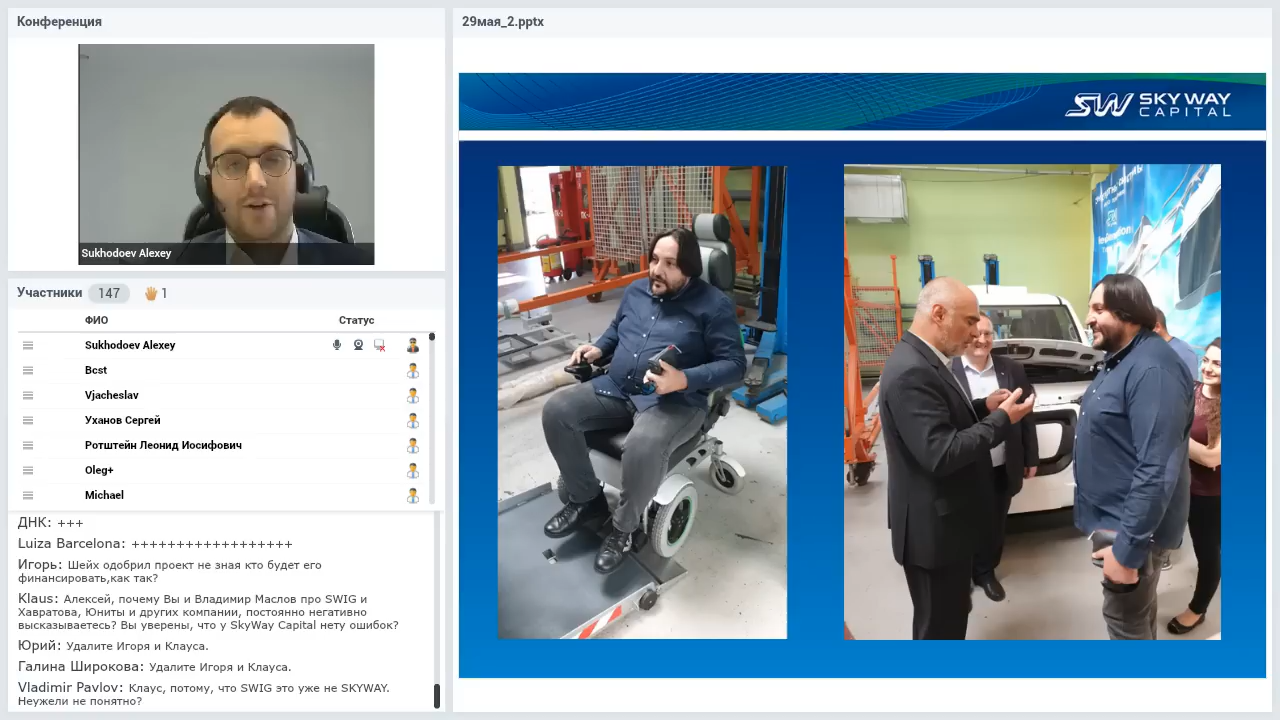 Конференция
Sukhodoev Alexey
Участники 147 1
ФИО Статус
Sukhodoev Alexey
Bcst
Vjacheslav
Уханов Сергей
Ротштейн Леонид Иосифович
Oleg+
Michael
ДНК: +++
Luiza Barcelona: ++++++++++++++++++
Игорь: Шейх одобрил проект не зная кто будет его
финансировать,как так?
Klaus: Алексей, почему Вы и Владимир Маслов про SWIG и
Хавратова, Юниты и других компании, постоянно негативно
высказываетесь? Вы уверены, что у SkyWay Capital нету ошибок?
Юрий: Удалите Игоря и Клауса.
Галина Широкова: Удалите Игоря и Клауса.
Vladimir Pavlov: Клаус, потому, что SWIG это уже не SKYWAY.
Неужели не понятно?
29мая_2.pptx
SW SKY WAY
CAPITAL